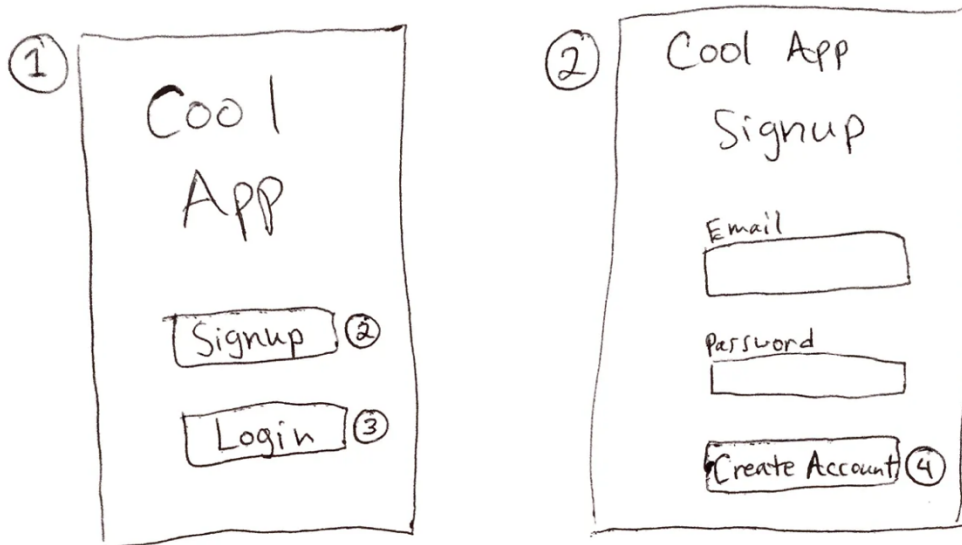 1
Cool
App
Signup 2
Login 3
2
Cool App
Signup
Email
Password
Create Account 4